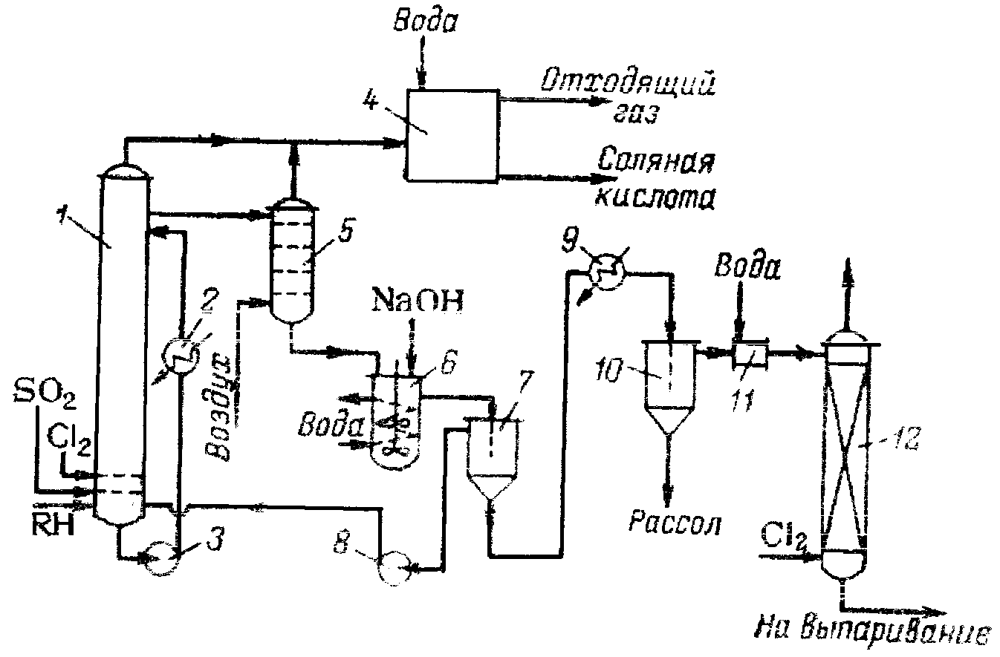 Вода
Отходящий
газ
4
Соляная
кислота
1
5
9
Вода
2
NaOH
6
7
10
11
SO₂
Воздух
Вода
Cl₂
12
RH
3
8
Рассол
Cl₂
На выпаривание